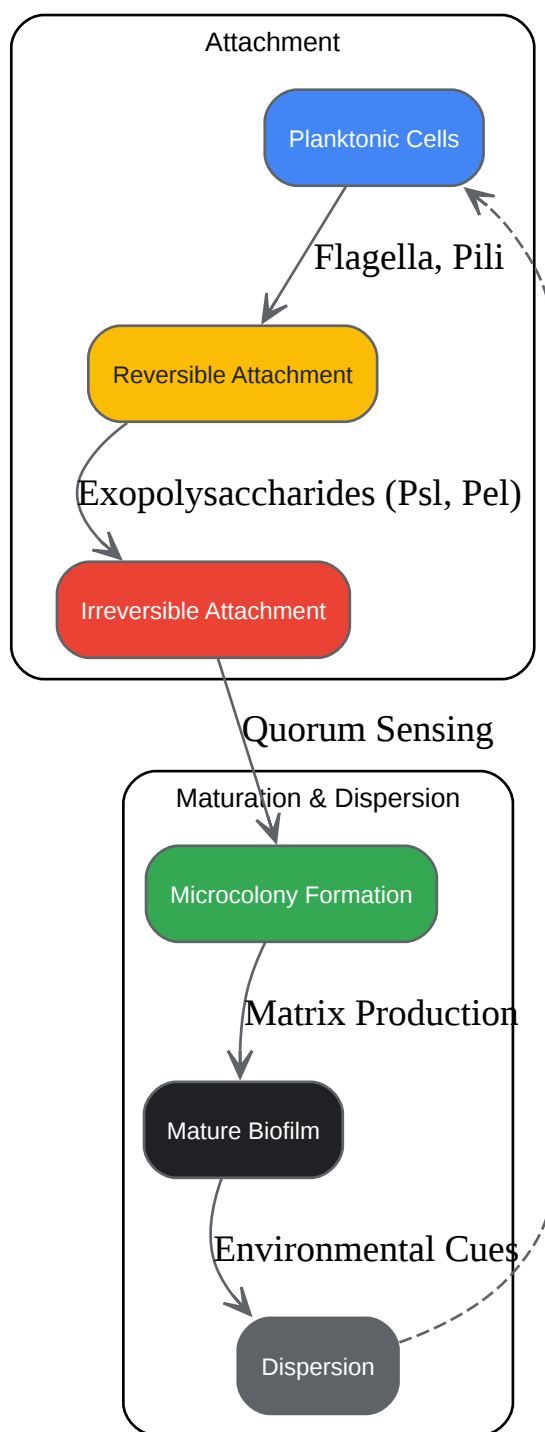 Attachment
Planktonic Cells
Flagella, Pili
Reversible Attachment
Exopolysaccharides (Psl, Pel)
Irreversible Attachment
Quorum Sensing
Maturation & Dispersion
Microcolony Formation
Matrix Production
Mature Biofilm
Environmental Cues
Dispersion